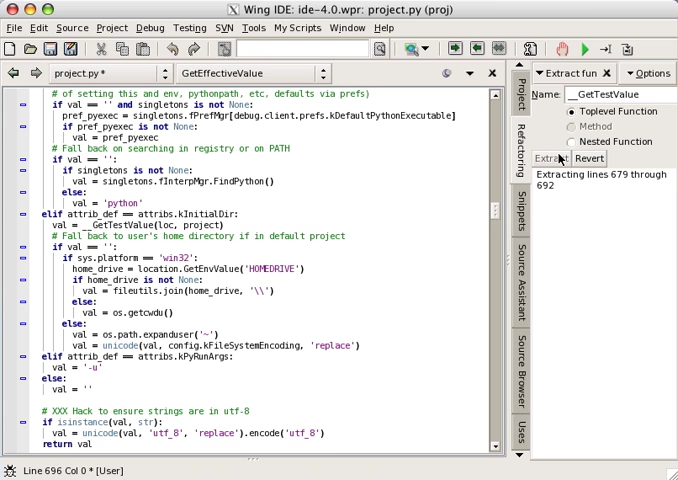 Wing IDE: ide-4.0.wpr: project.py (proj)
File Edit Source Project Debug Testing SVN Tools My Scripts Window Help
project.py * GetEffectiveValue
# of setting this and env, pythonpath, etc, defaults via prefs)
if val == '' and singletons is not None:
pref_pyexec = singletons.fPrefMgr[debug.client.prefs.kDefaultPythonExecutable]
if pref_pyexec is not None:
val = pref_pyexec
# Fall back on searching in registry or on PATH
if val == '':
if singletons is not None:
val = singletons.fInterpMgr.FindPython()
else:
val = 'python'
elif attrib_def == attribs.kInitialDir:
val = __GetTestValue(loc, project)
# Fall back to user's home directory if in default project
if val == '':
if sys.platform == 'win32':
home_drive = location.GetEnvValue('HOMEDRIVE')
if home_drive is not None:
val = fileutils.join(home_drive, '\\')
else:
val = os.getcwdu()
else:
val = os.path.expanduser('~')
val = unicode(val, config.kFileSystemEncoding, 'replace')
elif attrib_def == attribs.kPyRunArgs:
val = '-u'
else:
val = ''
# XXX Hack to ensure strings are in utf-8
if isinstance(val, str):
val = unicode(val, 'utf_8', 'replace').encode('utf_8')
return val
Project
Refactoring
Snippets
Source Assistant
Source Browser
Uses
Extract fun Options
Name: __GetTestValue
Toplevel Function
Method
Nested Function
Extract Revert
Extracting lines 679 through
692
Line 696 Col 0 * [User]